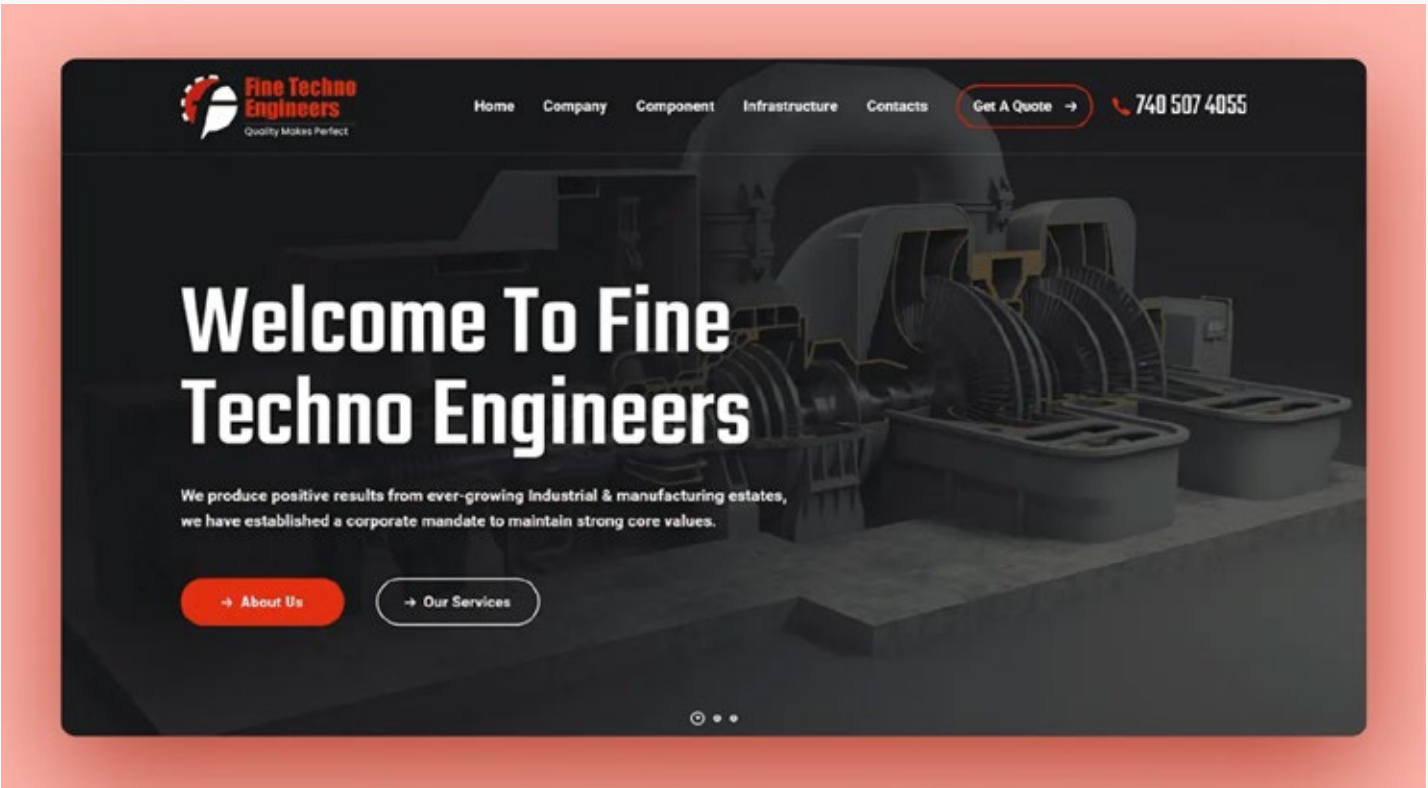 Fine Techno
Engineers
Quality Makes Perfect
Home Company Component Infrastructure Contacts Get A Quote → 740 507 4055
Welcome To Fine
Techno Engineers
We produce positive results from ever-growing Industrial & manufacturing estates,
we have established a corporate mandate to maintain strong core values.
→ About Us → Our Services